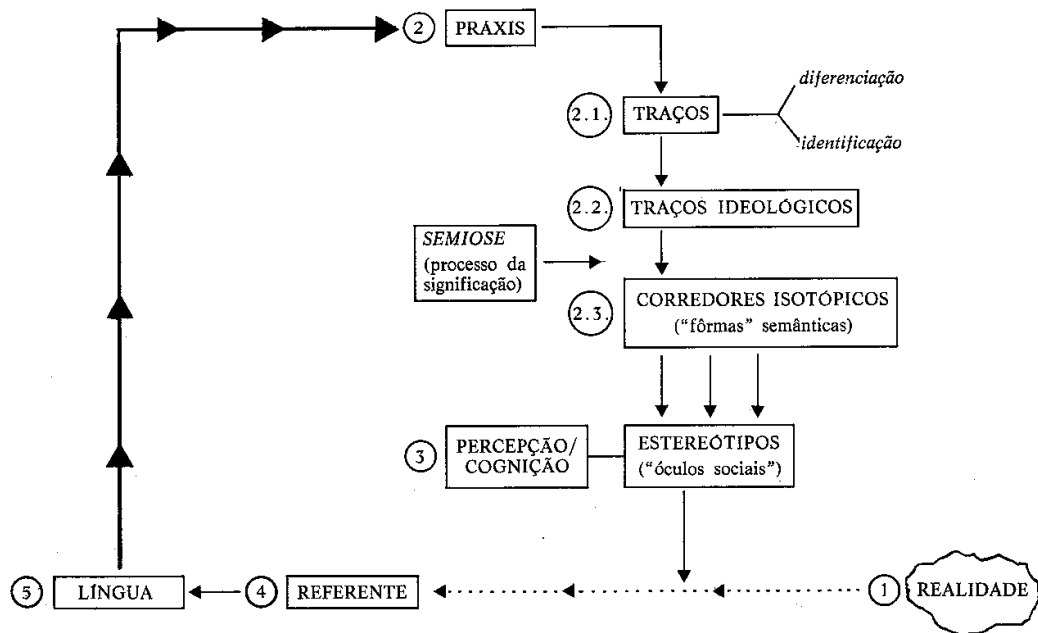 2 PRÁXIS
diferenciação
2.1. TRAÇOS
identificação
2.2. TRAÇOS IDEOLÓGICOS
SEMIOSE
(processo da
significação)
2.3. CORREDORES ISOTÓPICOS
(“fôrmas” semânticas)
3 PERCEPÇÃO/
COGNIÇÃO
ESTEREÓTIPOS
(“óculos sociais”)
5 LÍNGUA
4 REFERENTE
1 REALIDADE